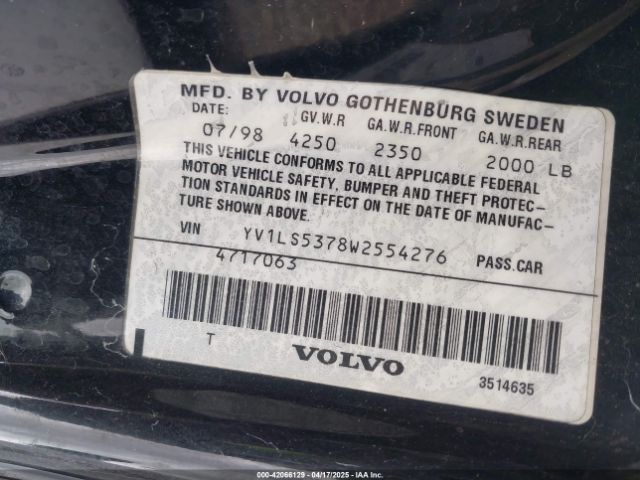 MFD. BY VOLVO GOTHENBURG SWEDEN
DATE: GV.W.R GA.W.R.FRONT GA.W.R.REAR
07/98 4250 2350 2000 LB
THIS VEHICLE CONFORMS TO ALL APPLICABLE FEDERAL
MOTOR VEHICLE SAFETY, BUMPER AND THEFT PROTEC-
TION STANDARDS IN EFFECT ON THE DATE OF MANUFAC-
TURE SHOWN ABOVE.
VIN YV1LS5378W2554276 PASS.CAR
4717063
T VOLVO 3514635
000-42066129 - 04/17/2025 - IAA Inc.